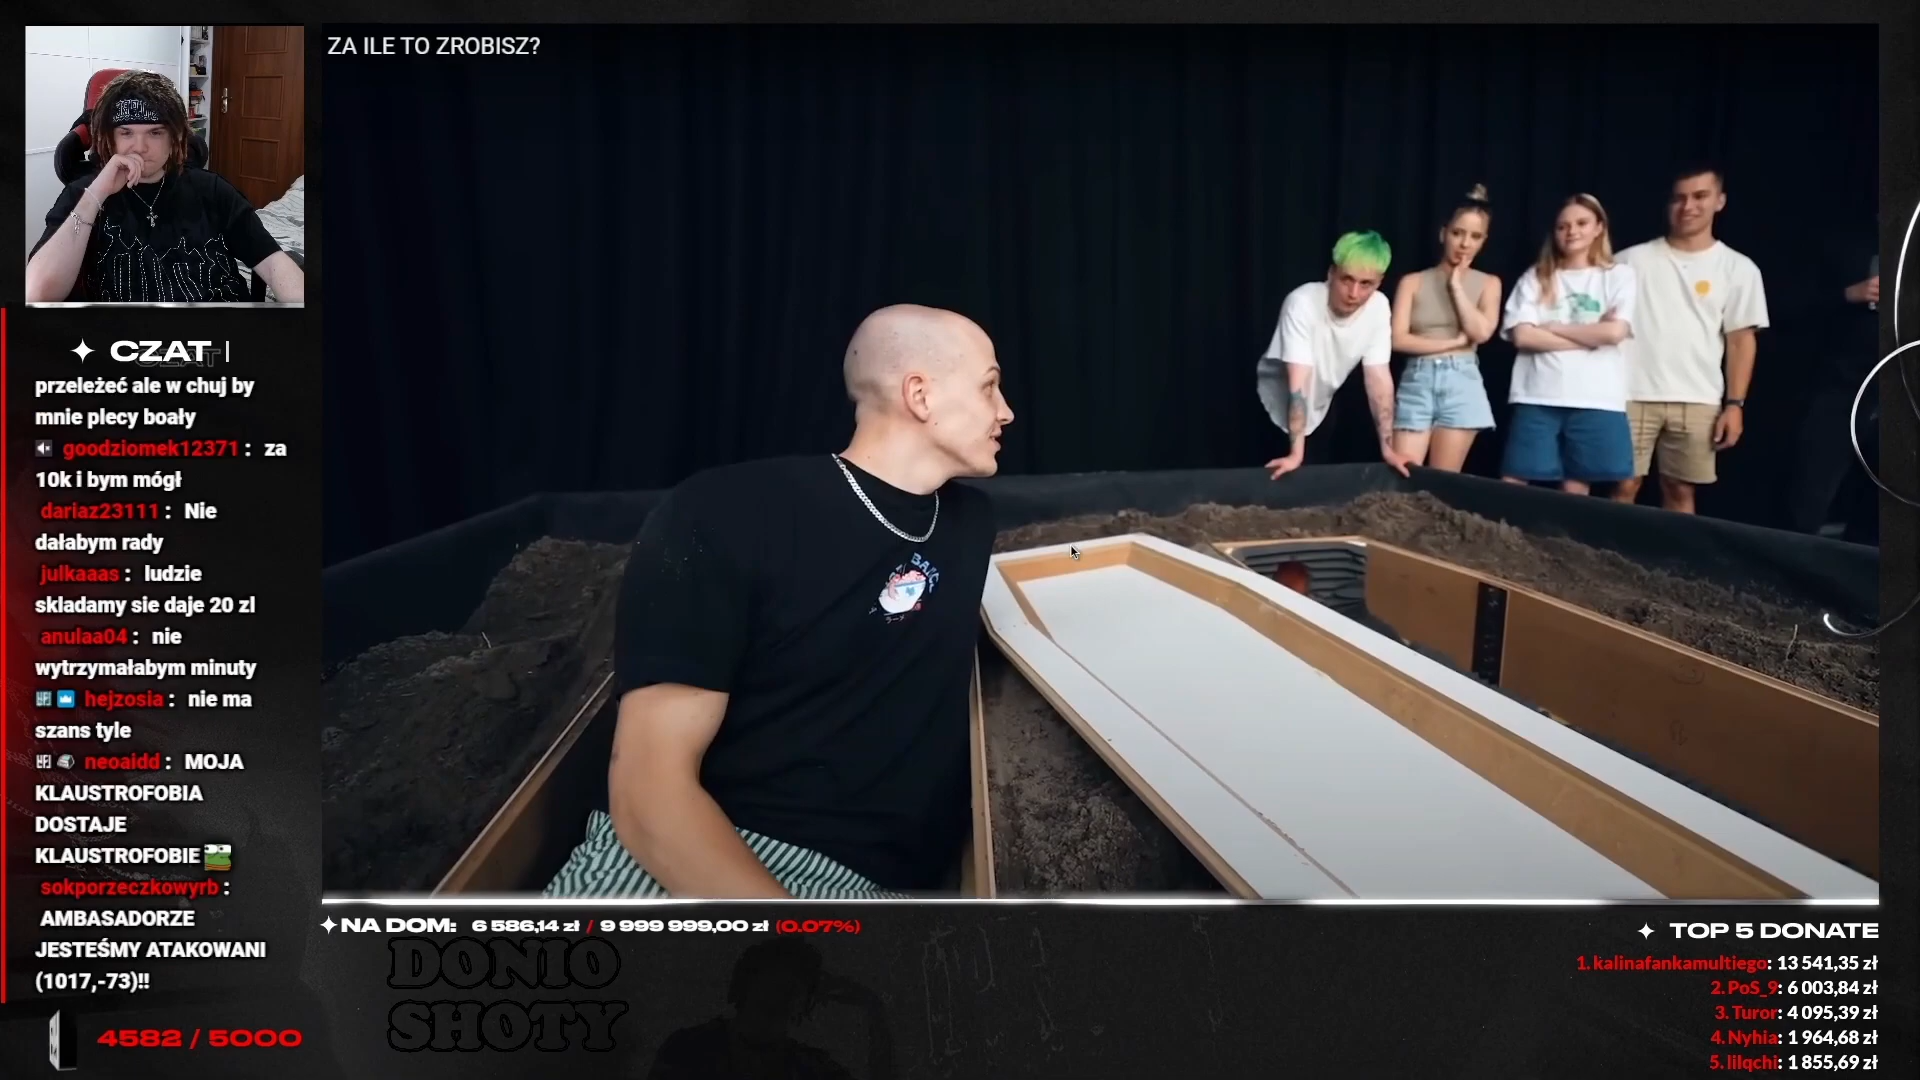 ZA ILE TO ZROBISZ?
CZAT
przeleżeć ale w chuj by
mnie plecy boały
goodziomek12371 : za
10k i bym mógł
dariaz23111 : Nie
dałabym rady
julkaaas : ludzie
skladamy sie daje 20 zl
anulaa04 : nie
wytrzymałabym minuty
hejzosia : nie ma
szans tyle
neoaidd : MOJA
KLAUSTROFOBIA
DOSTAJE
KLAUSTROFOBIE
sokporzeczkowyrb :
AMBASADORZE
JESTEŚMY ATAKOWANI
(1017,-73)!!
4582 / 5000
NA DOM: 6 586,14 zł / 9 999 999,00 zł (0.07%)
DONIO
SHOTY
TOP 5 DONATE
1. kalinafankamultiego: 13 541,35 zł
2. PoS_9: 6 003,84 zł
3. Turor: 4 095,39 zł
4. Nyhia: 1 964,68 zł
5. lilqchi: 1 855,69 zł